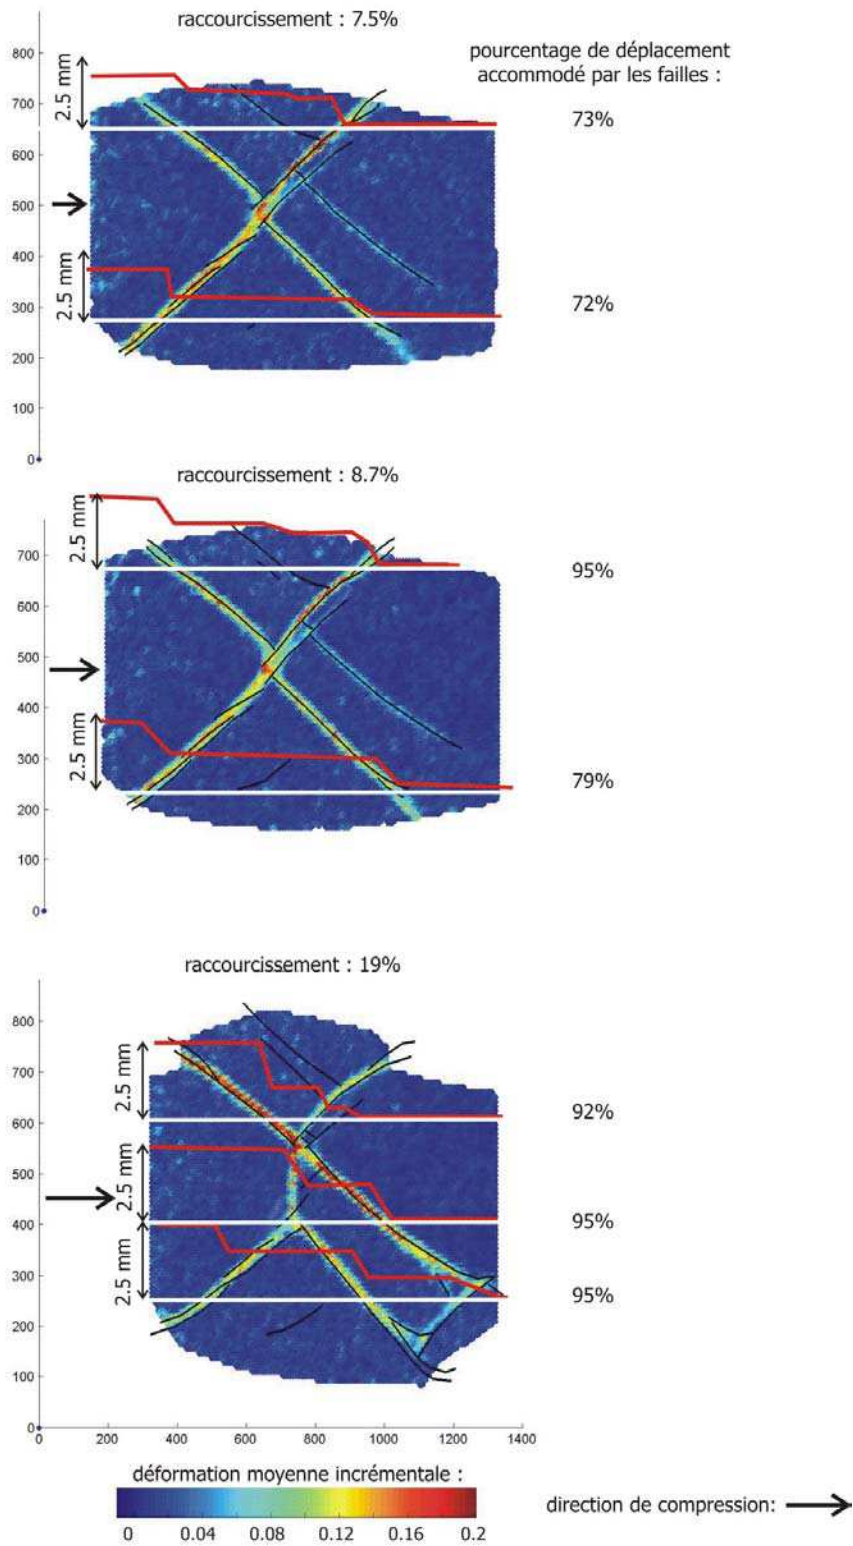 raccourcissement : 7.5%
pourcentage de déplacement
accommodé par les failles :
800
700
600
500
400
300
200
100
0
2.5 mm
2.5 mm
73%
72%
raccourcissement : 8.7%
700
600
500
400
300
200
100
0
2.5 mm
2.5 mm
95%
79%
raccourcissement : 19%
800
700
600
500
400
300
200
100
0
2.5 mm
2.5 mm
2.5 mm
92%
95%
95%
0 200 400 600 800 1000 1200 1400
déformation moyenne incrémentale :
0 0.04 0.08 0.12 0.16 0.2
direction de compression: